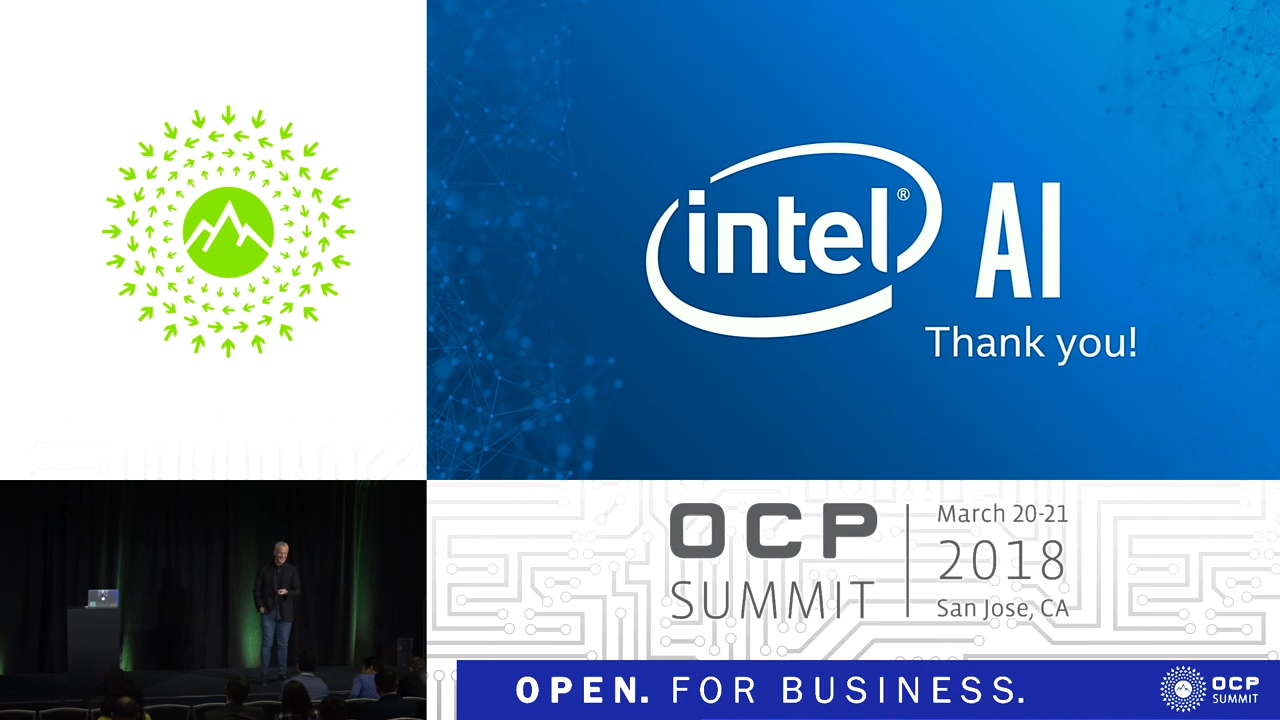 intel® AI
Thank you!
OCP
SUMMIT
March 20-21
2018
San Jose, CA
OPEN. FOR BUSINESS.
OCP
SUMMIT